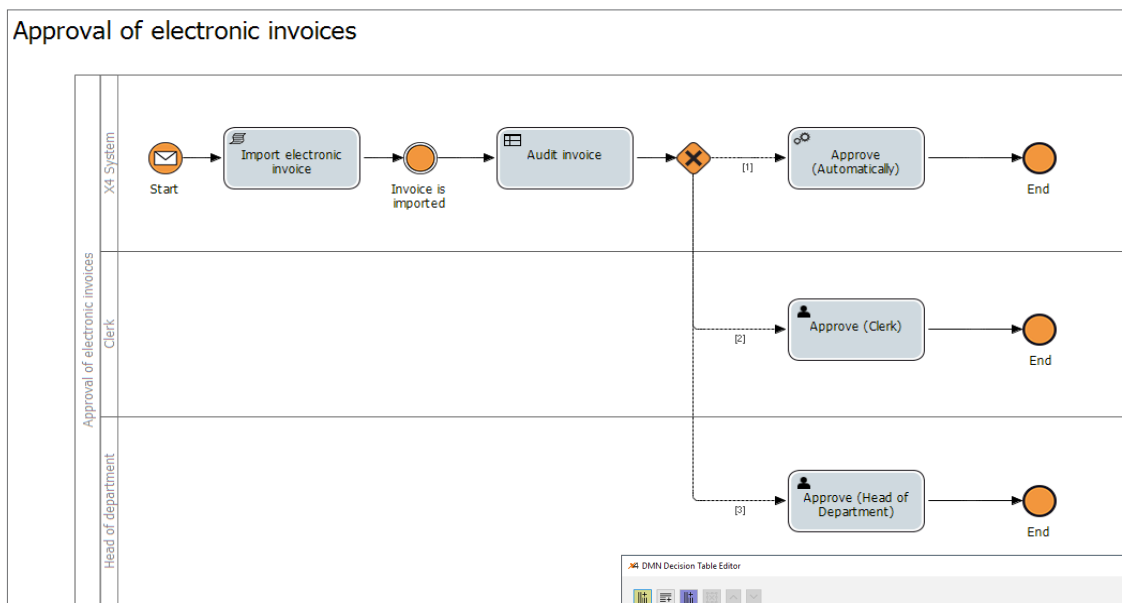 Approval of electronic invoices
Approval of electronic invoices
X4 System
Start
Import electronic
invoice
Invoice is
imported
Audit invoice
[1]
Approve
(Automatically)
End
Clerk
[2]
Approve (Clerk)
End
Head of department
[3]
Approve (Head of
Department)
End
X4 DMN Decision Table Editor